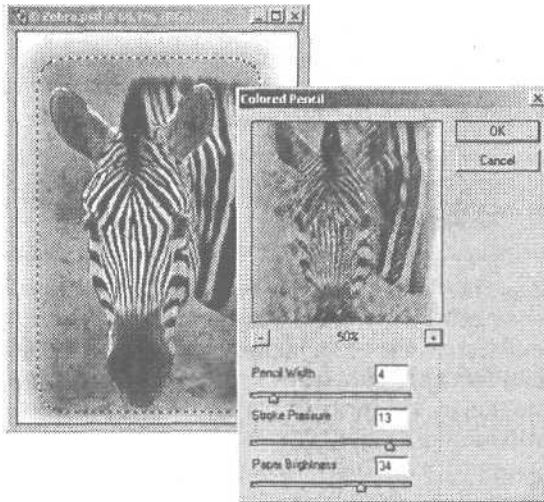 Zebra.psd
Colored Pencil
OK
Cancel
50%
Pencil Width 4
Stroke Pressure 13
Paper Brightness 34